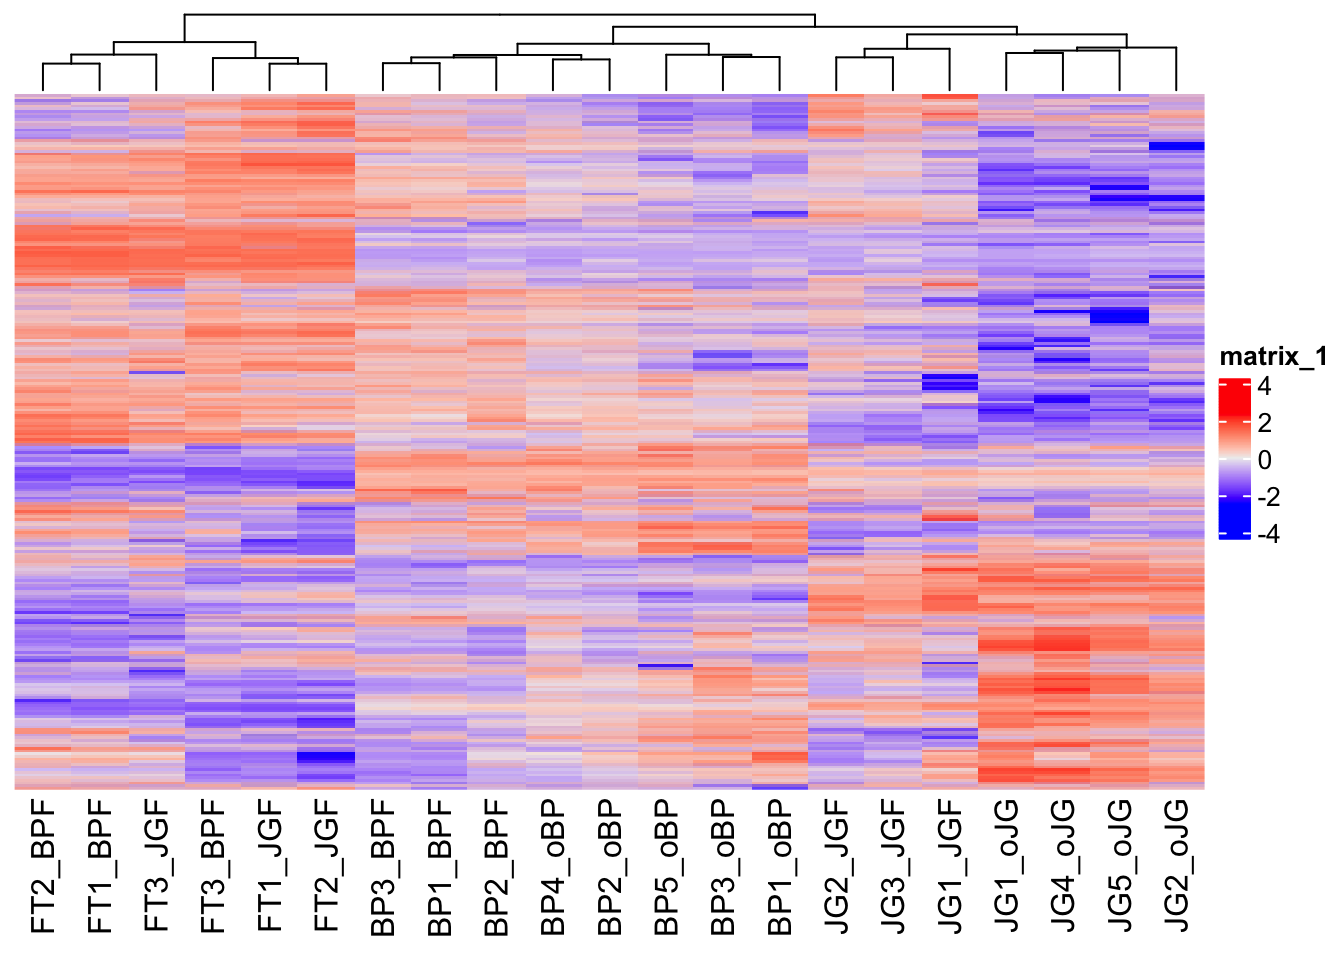 matrix_1
4
2
0
-2
-4
FT2_BPF
FT1_BPF
FT3_JGF
FT3_BPF
FT1_JGF
FT2_JGF
BP3_BPF
BP1_BPF
BP2_BPF
BP4_oBP
BP2_oBP
BP5_oBP
BP3_oBP
BP1_oBP
JG2_JGF
JG3_JGF
JG1_JGF
JG1_oJG
JG4_oJG
JG5_oJG
JG2_oJG